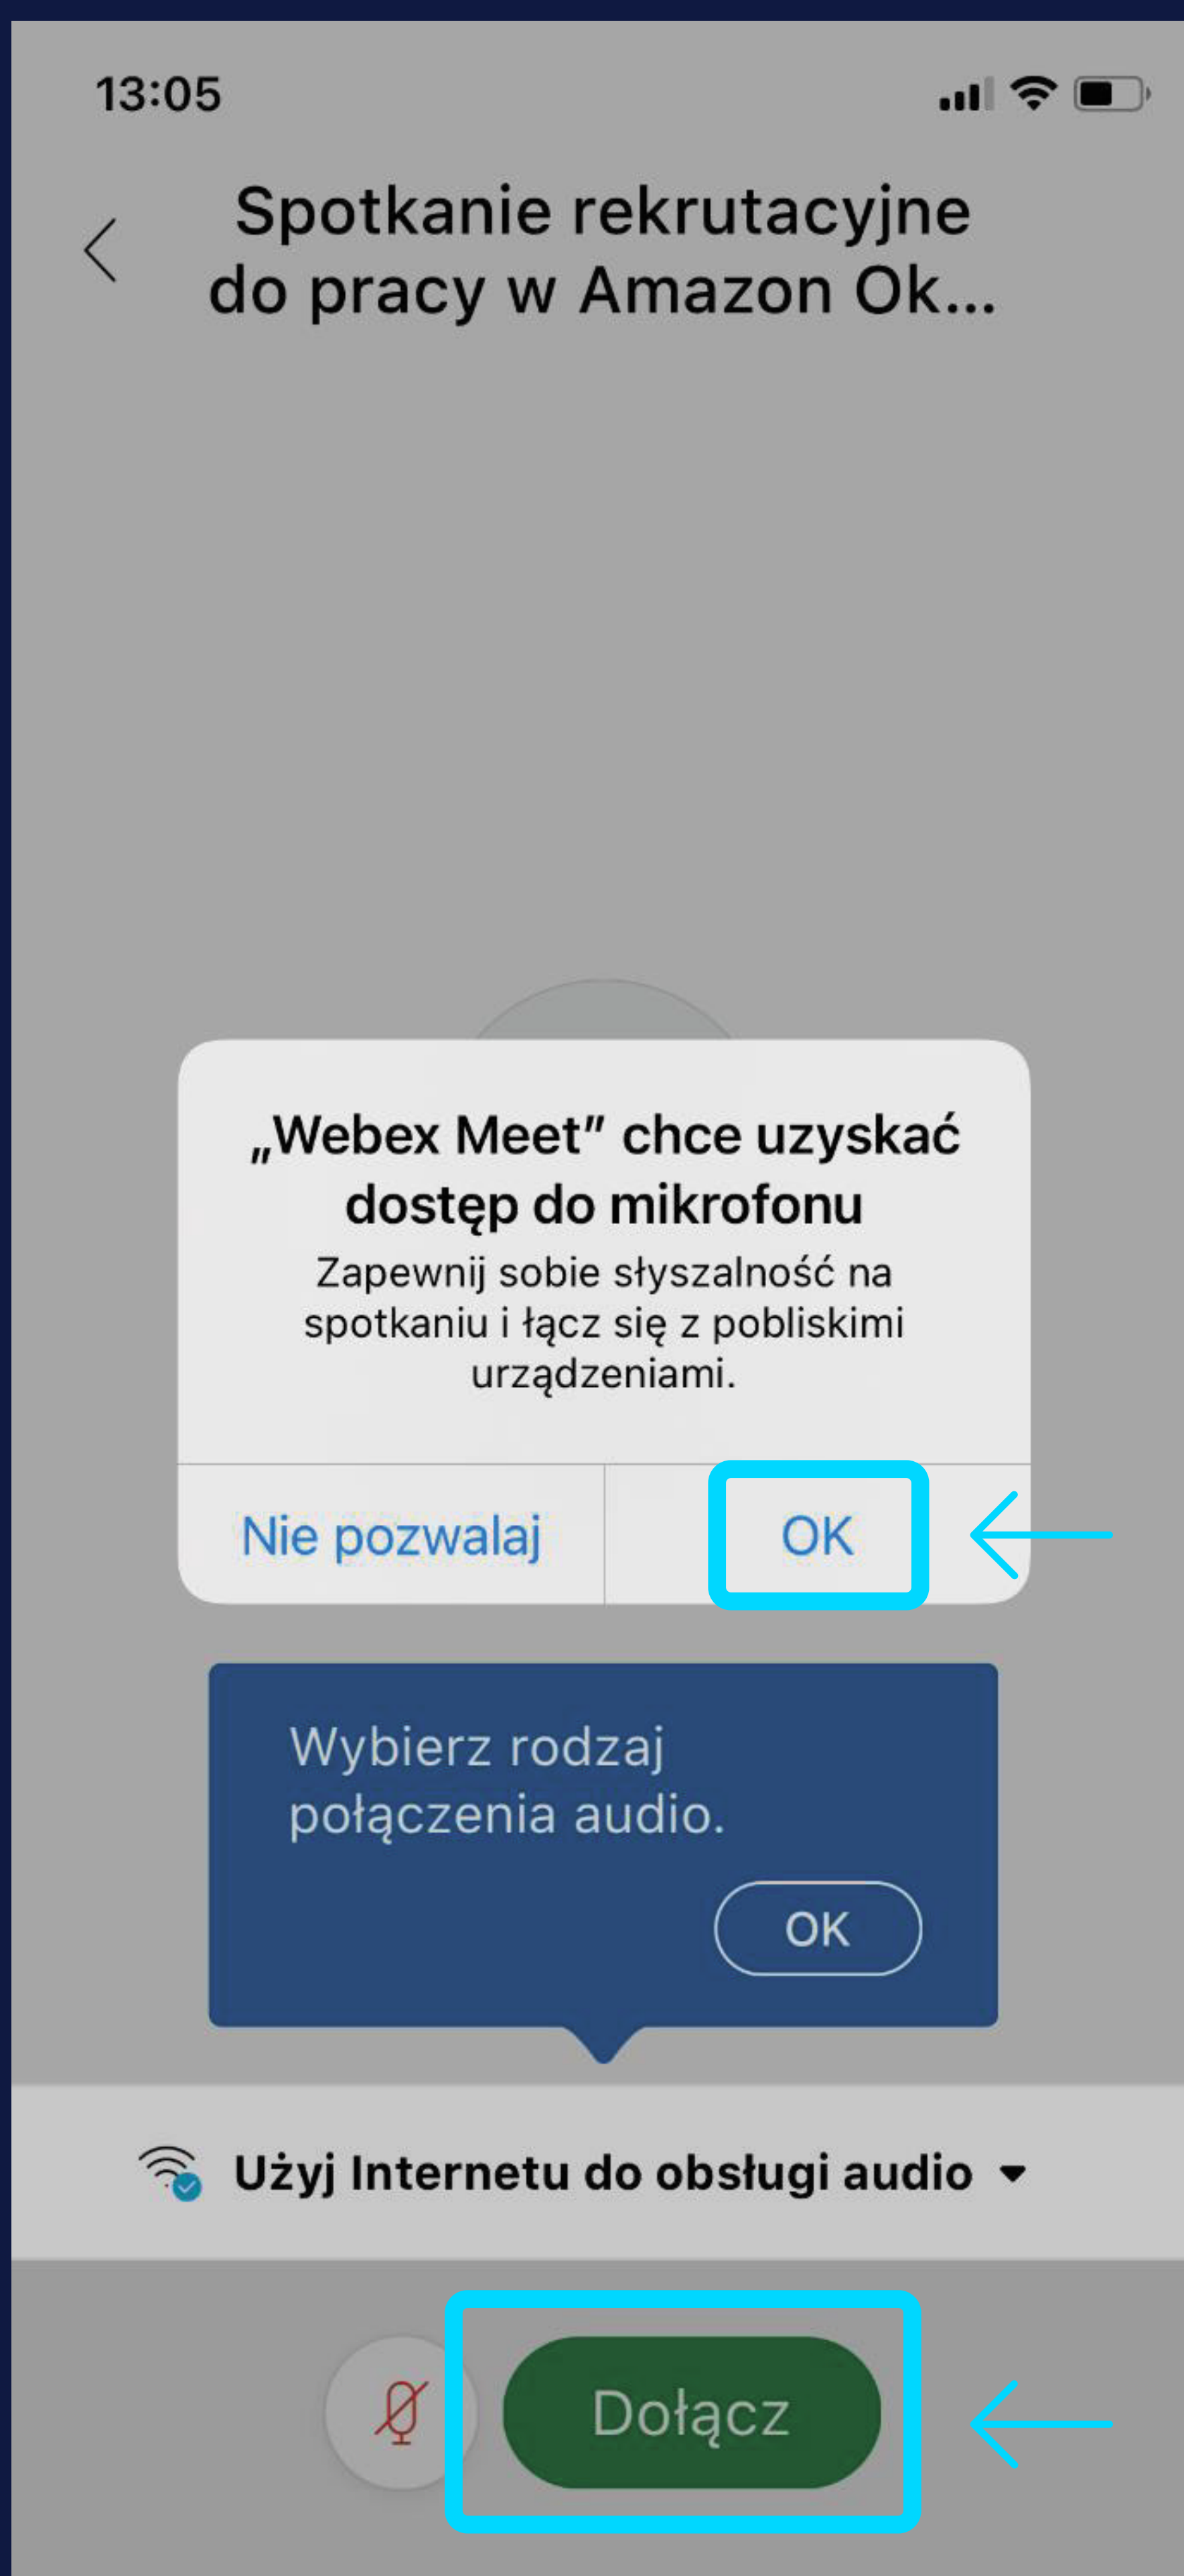 13:05
Spotkanie rekrutacyjne
do pracy w Amazon Ok...
„Webex Meet” chce uzyskać
dostęp do mikrofonu
Zapewnij sobie słyszalność na
spotkaniu i łącz się z pobliskimi
urządzeniami.
Nie pozwalaj
OK
Wybierz rodzaj
połączenia audio.
OK
Użyj Internetu do obsługi audio
Dołącz